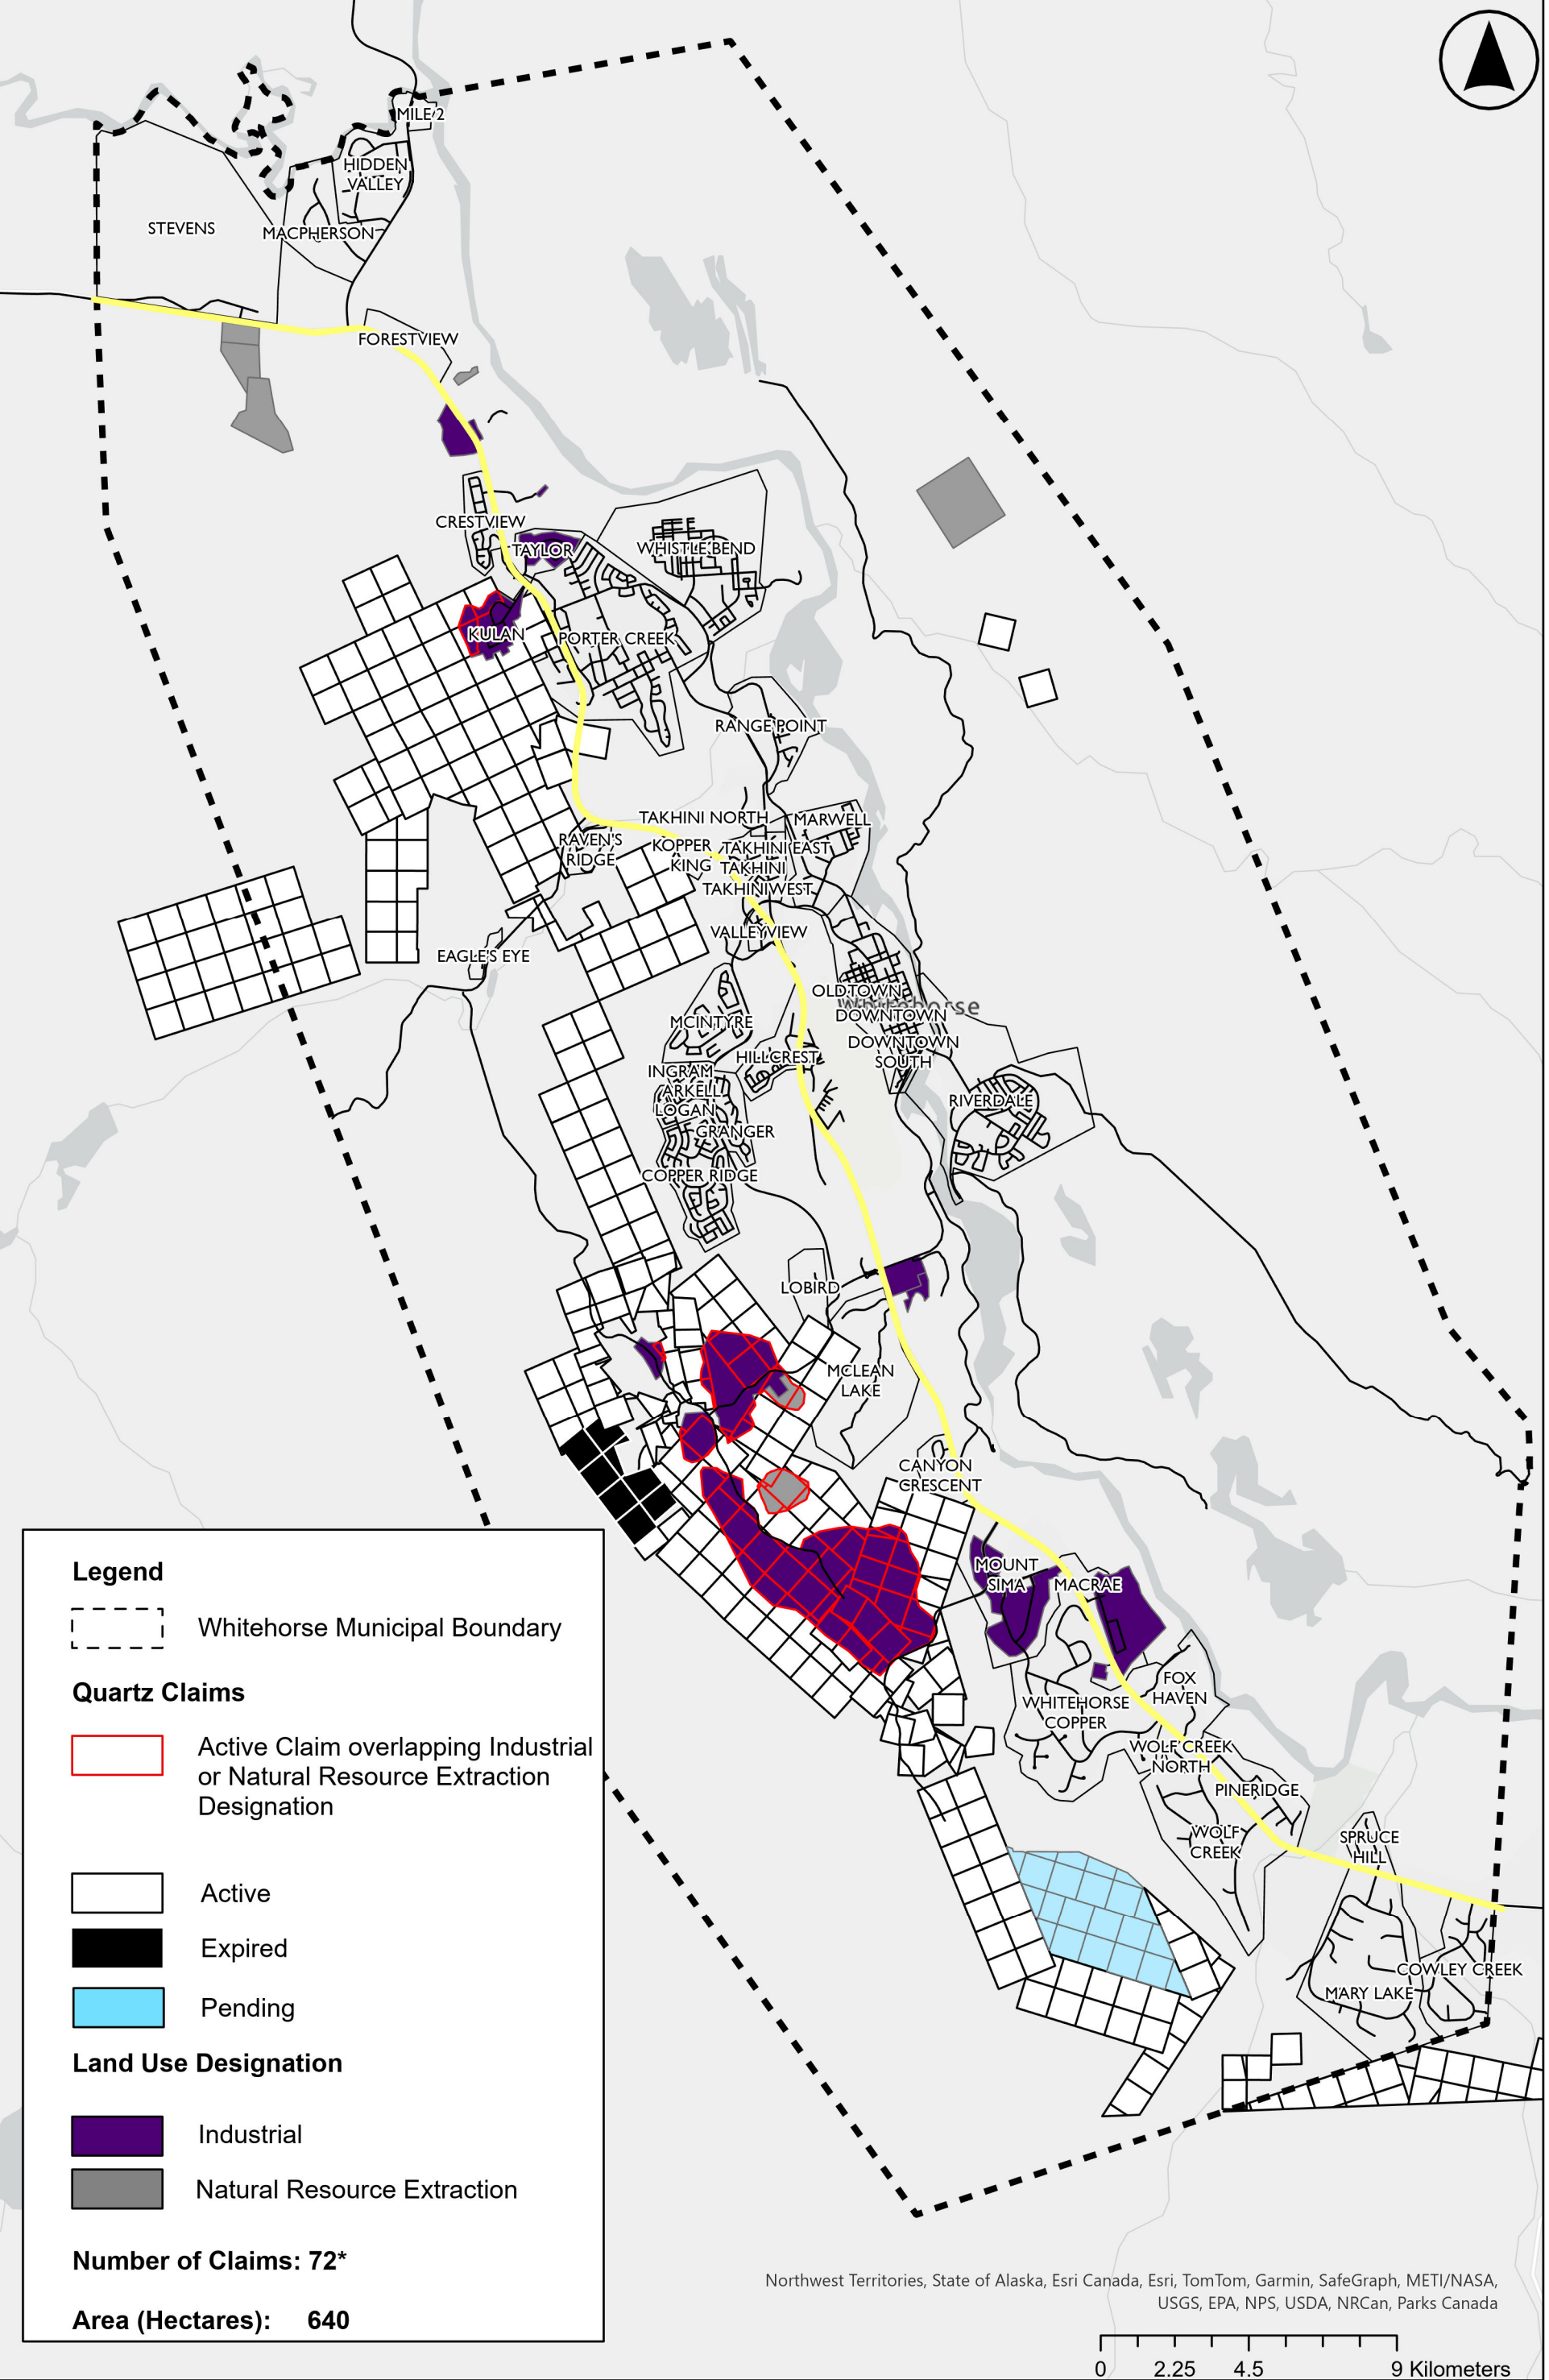 MILE 2
HIDDEN
VALLEY
STEVENS
MACPHERSON
FORESTVIEW
CRESTVIEW
TAYLOR
WHISTLE BEND
KULAN
PORTER CREEK
RANGE POINT
TAKHINI NORTH
MARWELL
RAVEN'S
RIDGE
KOPPER
KING
TAKHINI EAST
TAKHINI
TAKHINI WEST
VALLEYVIEW
EAGLE'S EYE
OLD TOWN
Whitehorse
DOWNTOWN
MCINTYRE
DOWNTOWN
SOUTH
HILLCREST
INGRAM
ARKELL
LOGAN
RIVERDALE
GRANGER
COPPER RIDGE
LOBIRD
MCLEAN
LAKE
CANYON
CRESCENT
MOUNT
SIMA
MACRAE
FOX
HAVEN
WHITEHORSE
COPPER
WOLF CREEK
NORTH
PINERIDGE
WOLF
CREEK
SPRUCE
HILL
COWLEY CREEK
MARY LAKE
Legend
Whitehorse Municipal Boundary
Quartz Claims
Active Claim overlapping Industrial
or Natural Resource Extraction
Designation
Active
Expired
Pending
Land Use Designation
Industrial
Natural Resource Extraction
Number of Claims: 72*
Area (Hectares): 640
Northwest Territories, State of Alaska, Esri Canada, Esri, TomTom, Garmin, SafeGraph, METI/NASA,
USGS, EPA, NPS, USDA, NRCan, Parks Canada
0 2.25 4.5 9 Kilometers